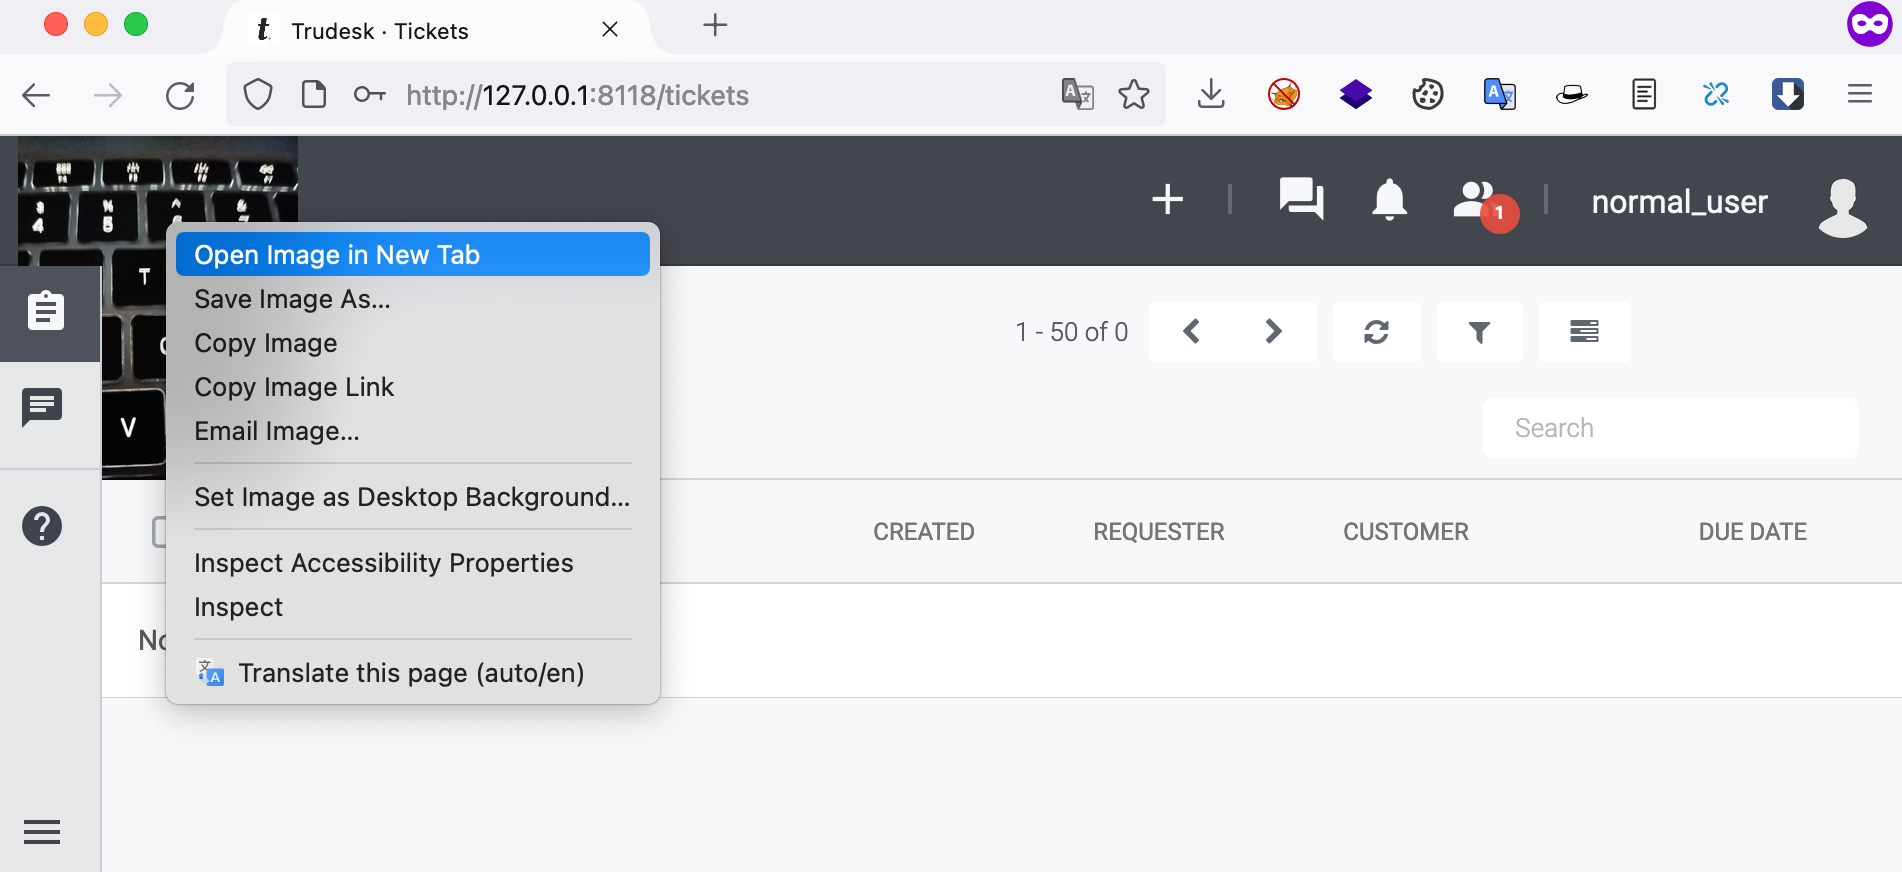 t. Trudesk · Tickets
http://127.0.0.1:8118/tickets
$ % ^ &
4 5
normal_user
1
T
V
Open Image in New Tab
Save Image As...
Copy Image
Copy Image Link
Email Image...
Set Image as Desktop Background...
Inspect Accessibility Properties
Inspect
Translate this page (auto/en)
1 - 50 of 0
Search
CREATED REQUESTER CUSTOMER DUE DATE